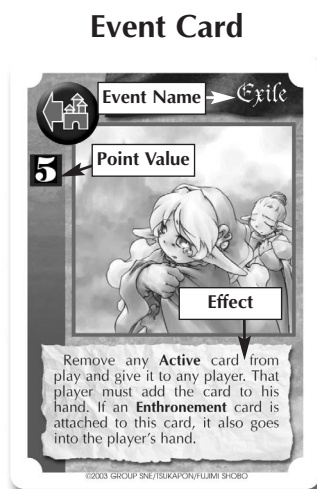 Event Card
Event Name
Exile
5
Point Value
Effect
Remove any Active card from
play and give it to any player. That
player must add the card to his
hand. If an Enthronement card is
attached to this card, it also goes
into the player's hand.
©2003 GROUP SNE/TSUKAPON/FUJIMI SHOBO